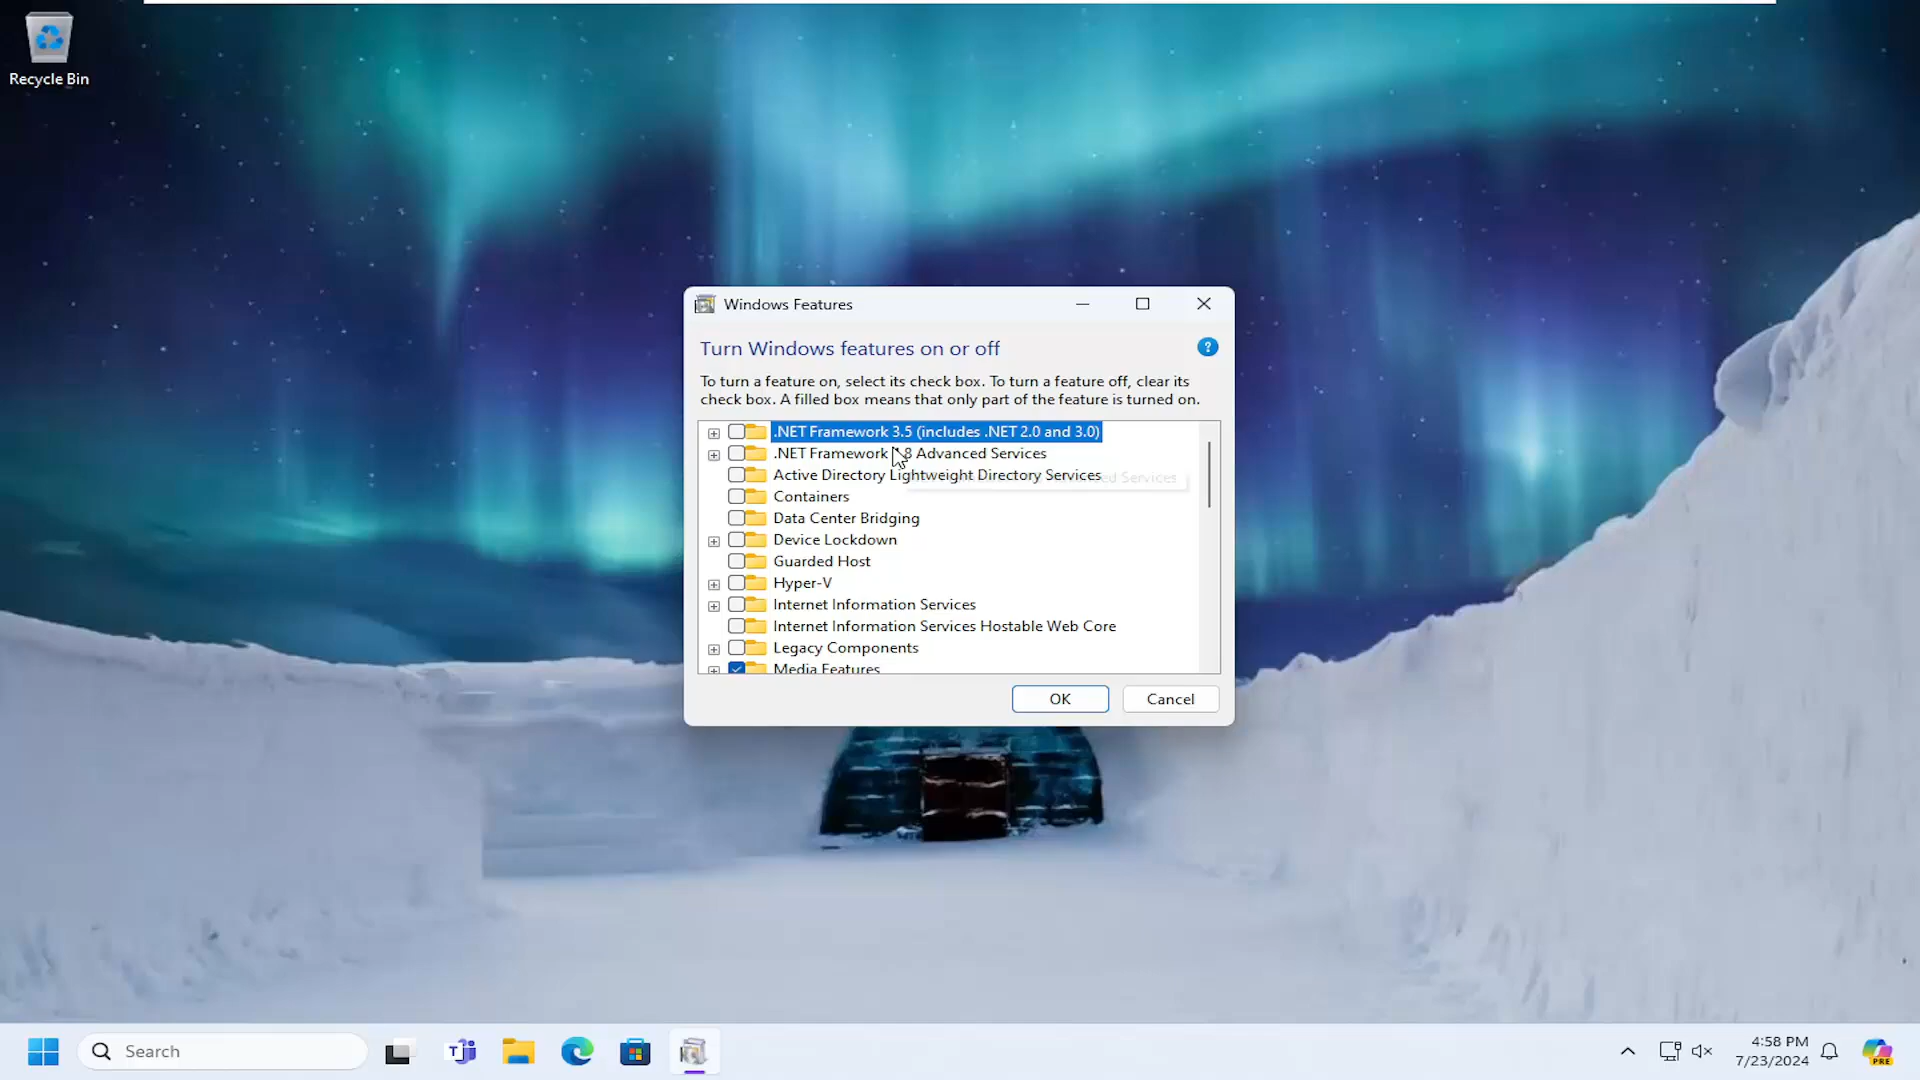 Recycle Bin
Windows Features
Turn Windows features on or off
To turn a feature on, select its check box. To turn a feature off, clear its
check box. A filled box means that only part of the feature is turned on.
.NET Framework 3.5 (includes .NET 2.0 and 3.0)
.NET Framework 8 Advanced Services
Active Directory Lightweight Directory Services
Containers
Data Center Bridging
Device Lockdown
Guarded Host
Hyper-V
Internet Information Services
Internet Information Services Hostable Web Core
Legacy Components
Media Features
OK
Cancel
Search
4:58 PM
7/23/2024
PRE